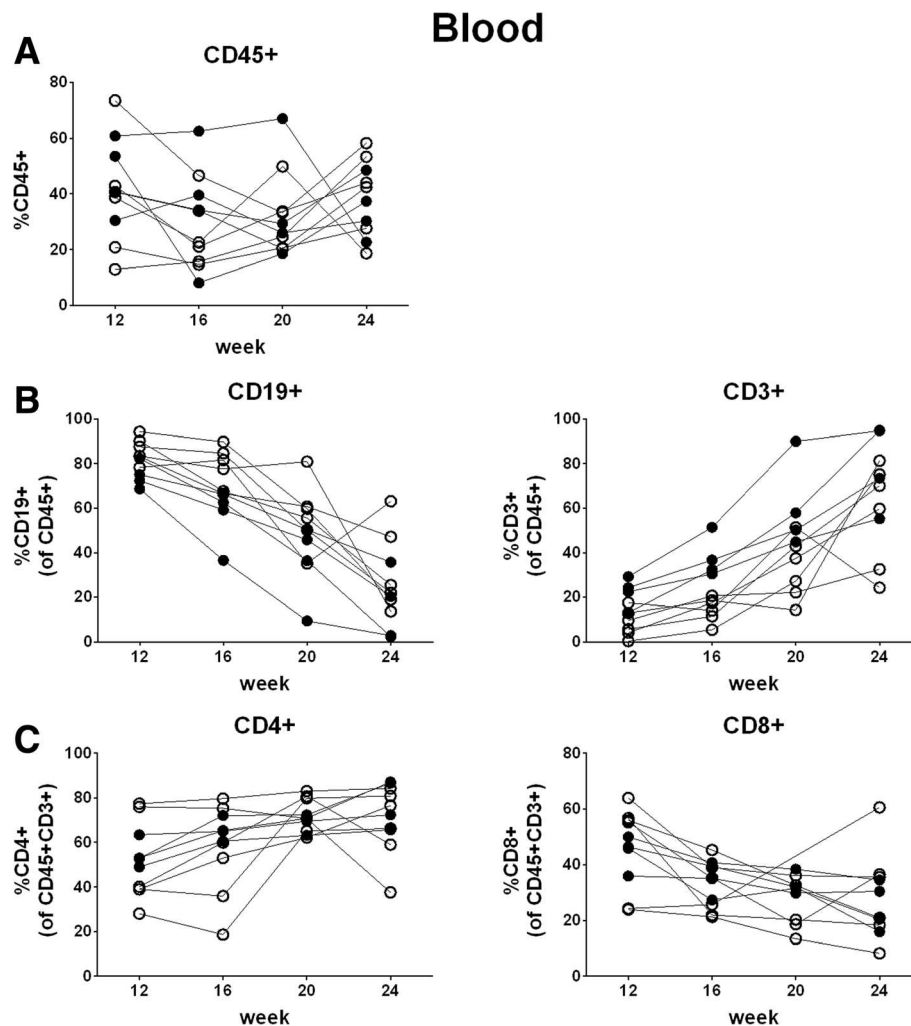 Blood
A
CD45+
%CD45+
80
60
40
20
0
12 16 20 24
week
B
CD19+
%CD19+
(of CD45+)
100
80
60
40
20
0
12 16 20 24
week
CD3+
%CD3+
(of CD45+)
100
80
60
40
20
0
12 16 20 24
week
C
CD4+
%CD4+
(of CD45+CD3+)
100
80
60
40
20
0
12 16 20 24
week
CD8+
%CD8+
(of CD45+CD3+)
80
60
40
20
0
12 16 20 24
week